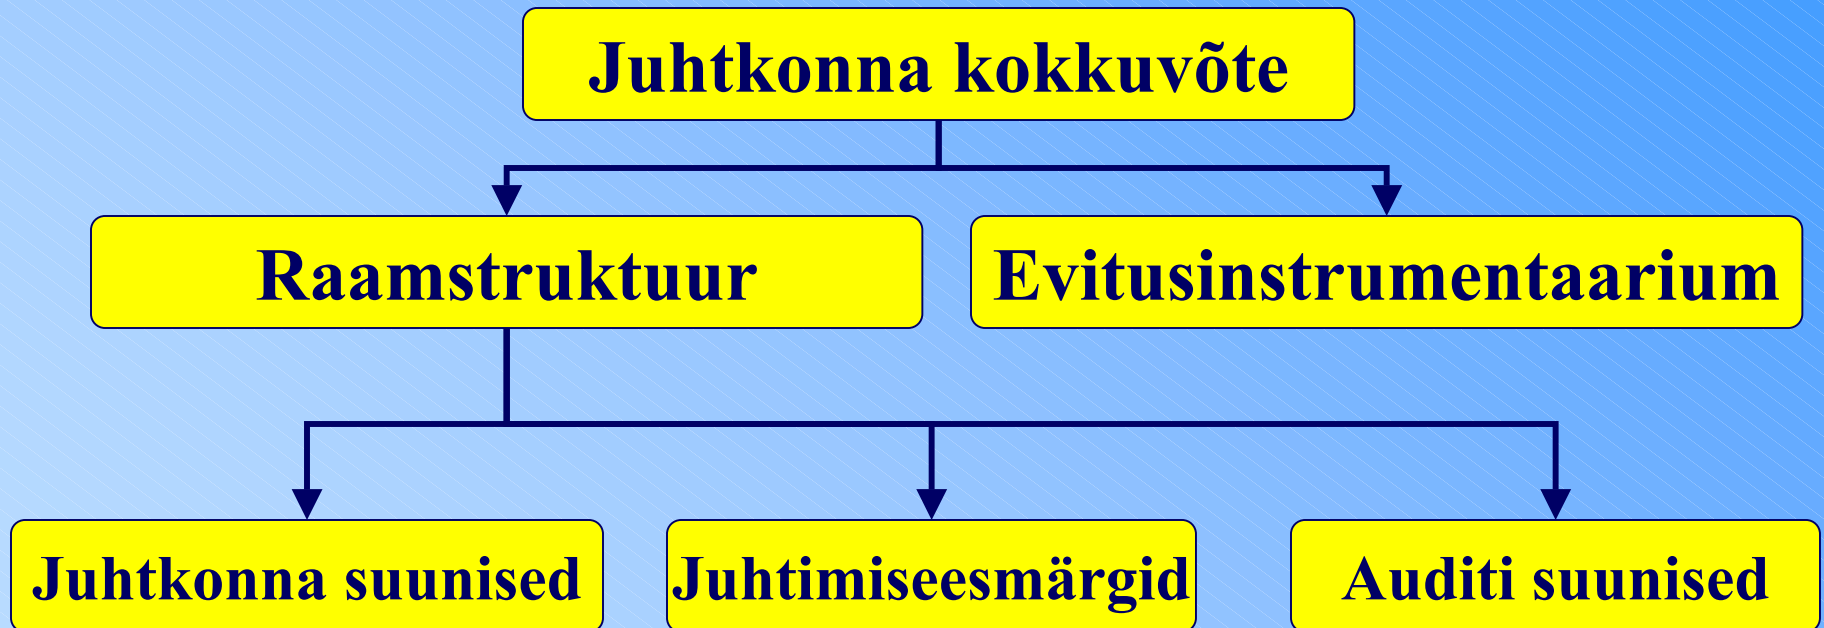 Juhtkonna kokkuvõte
Raamstruktuur
Evitusinstrumentaarium
Juhtkonna suunised
Juhtimiseesmärgid
Auditi suunised